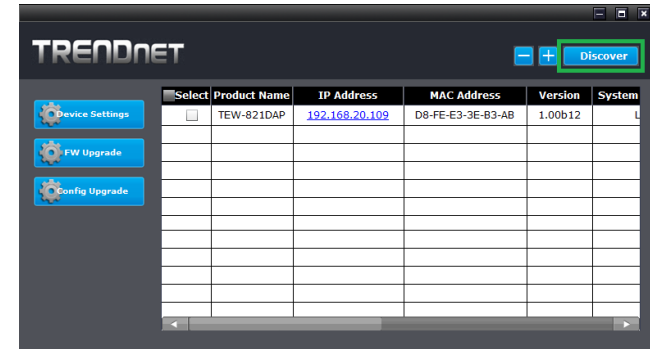 TRENDnet
Discover
Select Product Name IP Address MAC Address Version System
TEW-821DAP 192.168.20.109 D8-FE-E3-3E-B3-AB 1.00b12 L
Device Settings
FW Upgrade
Config Upgrade